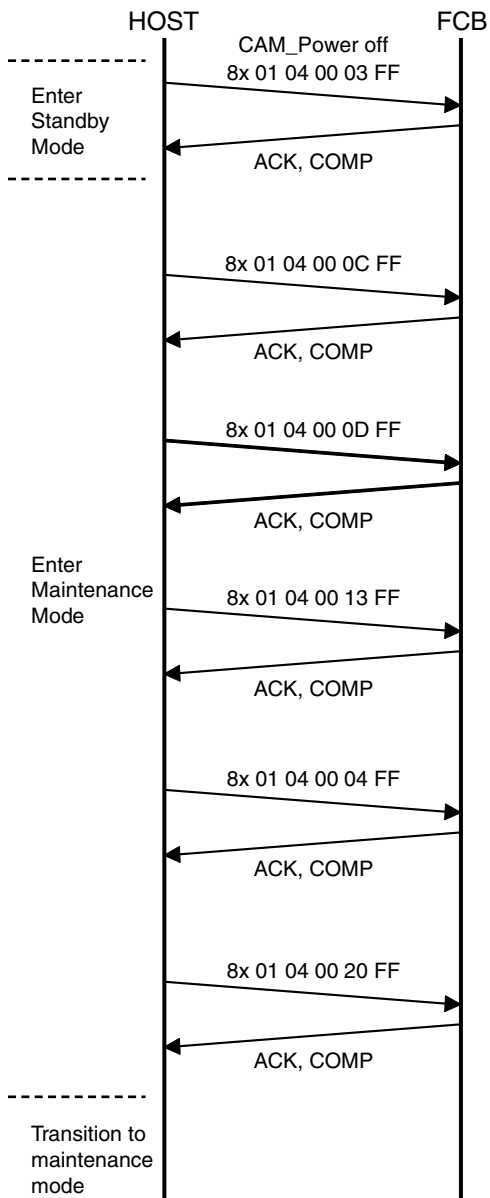 HOST
FCB
CAM_Power off
8x 01 04 00 03 FF
Enter
Standby
Mode
ACK, COMP
8x 01 04 00 0C FF
ACK, COMP
8x 01 04 00 0D FF
ACK, COMP
Enter
Maintenance
Mode
8x 01 04 00 13 FF
ACK, COMP
8x 01 04 00 04 FF
ACK, COMP
8x 01 04 00 20 FF
ACK, COMP
Transition to
maintenance
mode